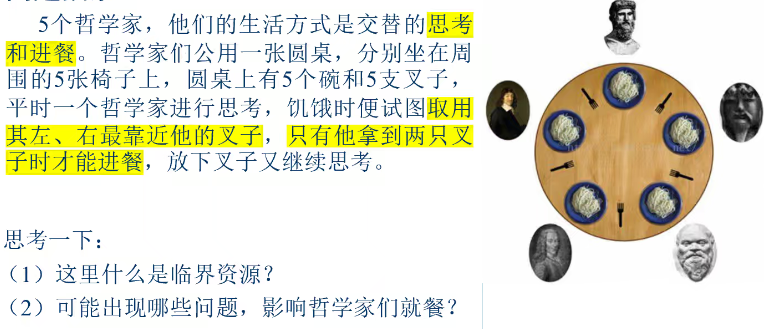 5个哲学家，他们的生活方式是交替的思考
和进餐。哲学家们公用一张圆桌，分别坐在周
围的5张椅子上，圆桌上有5个碗和5支叉子，
平时一个哲学家进行思考，饥饿时便试图取用
其左、右最靠近他的叉子，只有他拿到两只叉
子时才能进餐，放下叉子又继续思考。
思考一下：
（1）这里什么是临界资源？
（2）可能出现哪些问题，影响哲学家们就餐？